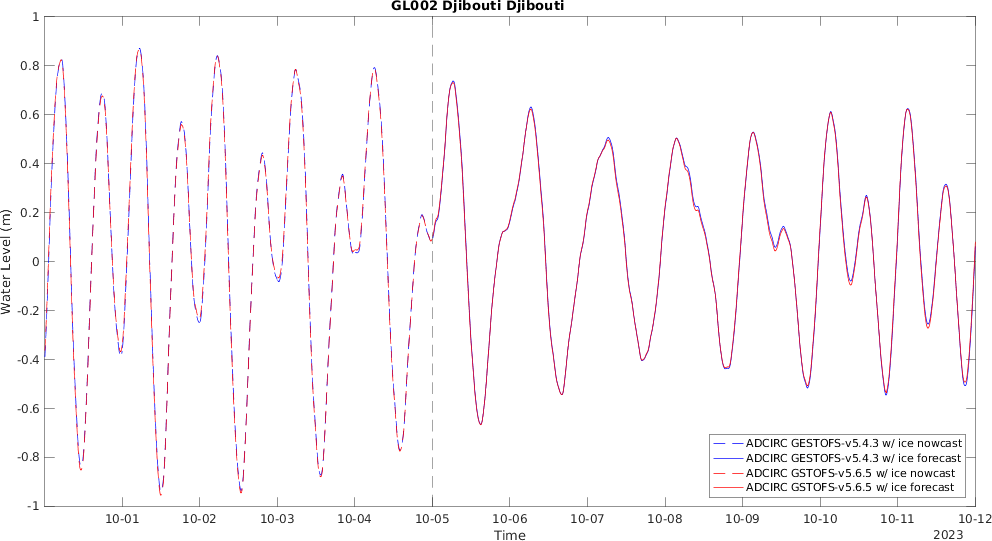 GL002 Djibouti Djibouti
1
0.8
0.6
0.4
0.2
0
-0.2
-0.4
-0.6
-0.8
-1
Water Level (m)
ADCIRC GESTOFS-v5.4.3 w/ ice nowcast
ADCIRC GESTOFS-v5.4.3 w/ ice forecast
ADCIRC GSTOFS-v5.6.5 w/ ice nowcast
ADCIRC GSTOFS-v5.6.5 w/ ice forecast
10-01 10-02 10-03 10-04 10-05 10-06 10-07 10-08 10-09 10-10 10-11 10-12
Time
2023